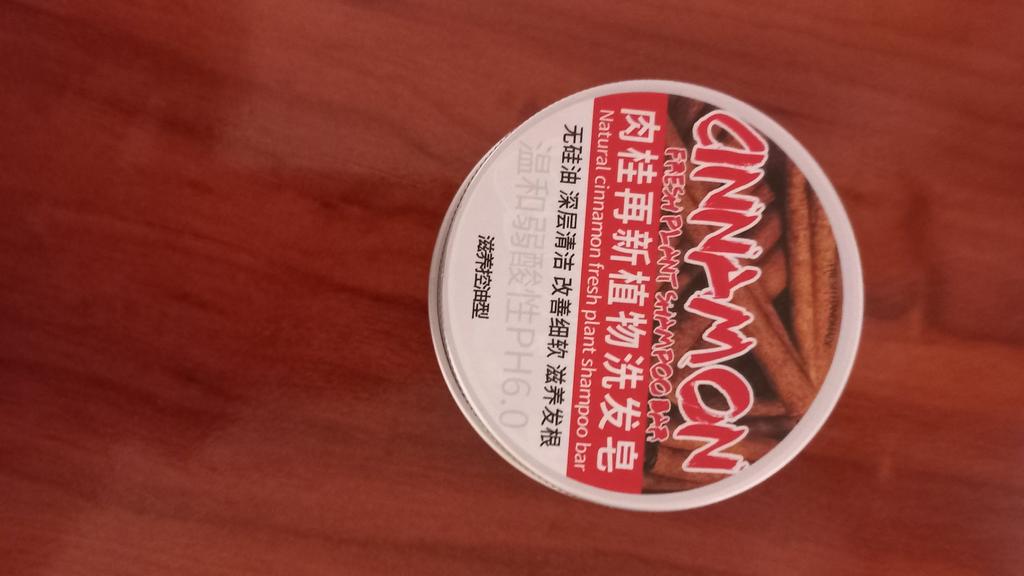 CINNAMON
FRESH PLANT SHAMPOO BAR
肉桂再新植物洗发皂
Natural cinnamon fresh plant shampoo bar
无硅油 深层清洁 改善细软 滋养发根
温和弱酸性PH6.0
滋养控油型